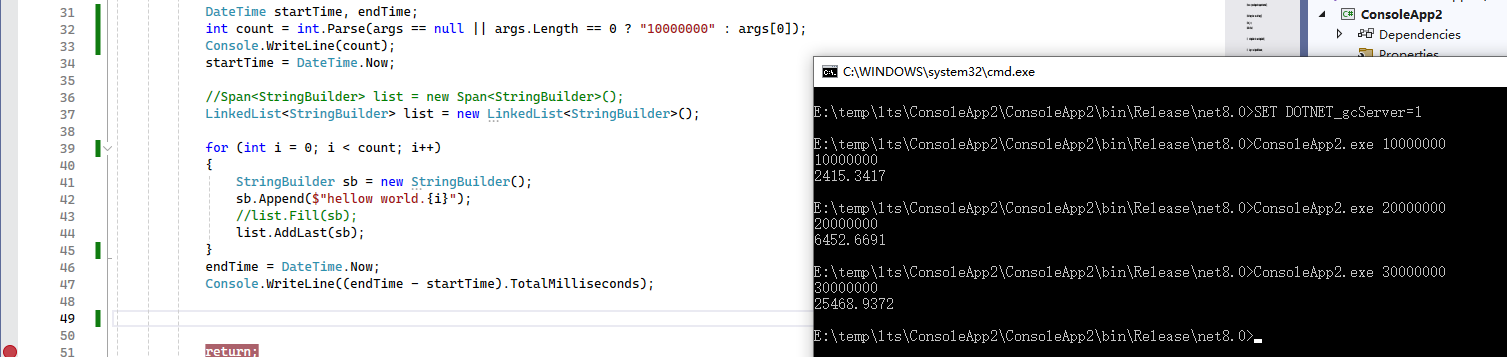 31 DateTime startTime, endTime;
32 int count = int.Parse(args == null || args.Length == 0 ? "10000000" : args[0]);
33 Console.WriteLine(count);
34 startTime = DateTime.Now;
35
36 //Span<StringBuilder> list = new Span<StringBuilder>();
37 LinkedList<StringBuilder> list = new LinkedList<StringBuilder>();
38
39 for (int i = 0; i < count; i++)
40 {
41 StringBuilder sb = new StringBuilder();
42 sb.Append($"hellow world.{i}");
43 //list.Fill(sb);
44 list.AddLast(sb);
45 }
46 endTime = DateTime.Now;
47 Console.WriteLine((endTime - startTime).TotalMilliseconds);
48
49
50
51 return;
C# ConsoleApp2
Dependencies
Properties
C:\WINDOWS\system32\cmd.exe
E:\temp\lts\ConsoleApp2\ConsoleApp2\bin\Release\net8.0>SET DOTNET_gcServer=1
E:\temp\lts\ConsoleApp2\ConsoleApp2\bin\Release\net8.0>ConsoleApp2.exe 10000000
10000000
2415.3417
E:\temp\lts\ConsoleApp2\ConsoleApp2\bin\Release\net8.0>ConsoleApp2.exe 20000000
20000000
6452.6691
E:\temp\lts\ConsoleApp2\ConsoleApp2\bin\Release\net8.0>ConsoleApp2.exe 30000000
30000000
25468.9372
E:\temp\lts\ConsoleApp2\ConsoleApp2\bin\Release\net8.0>